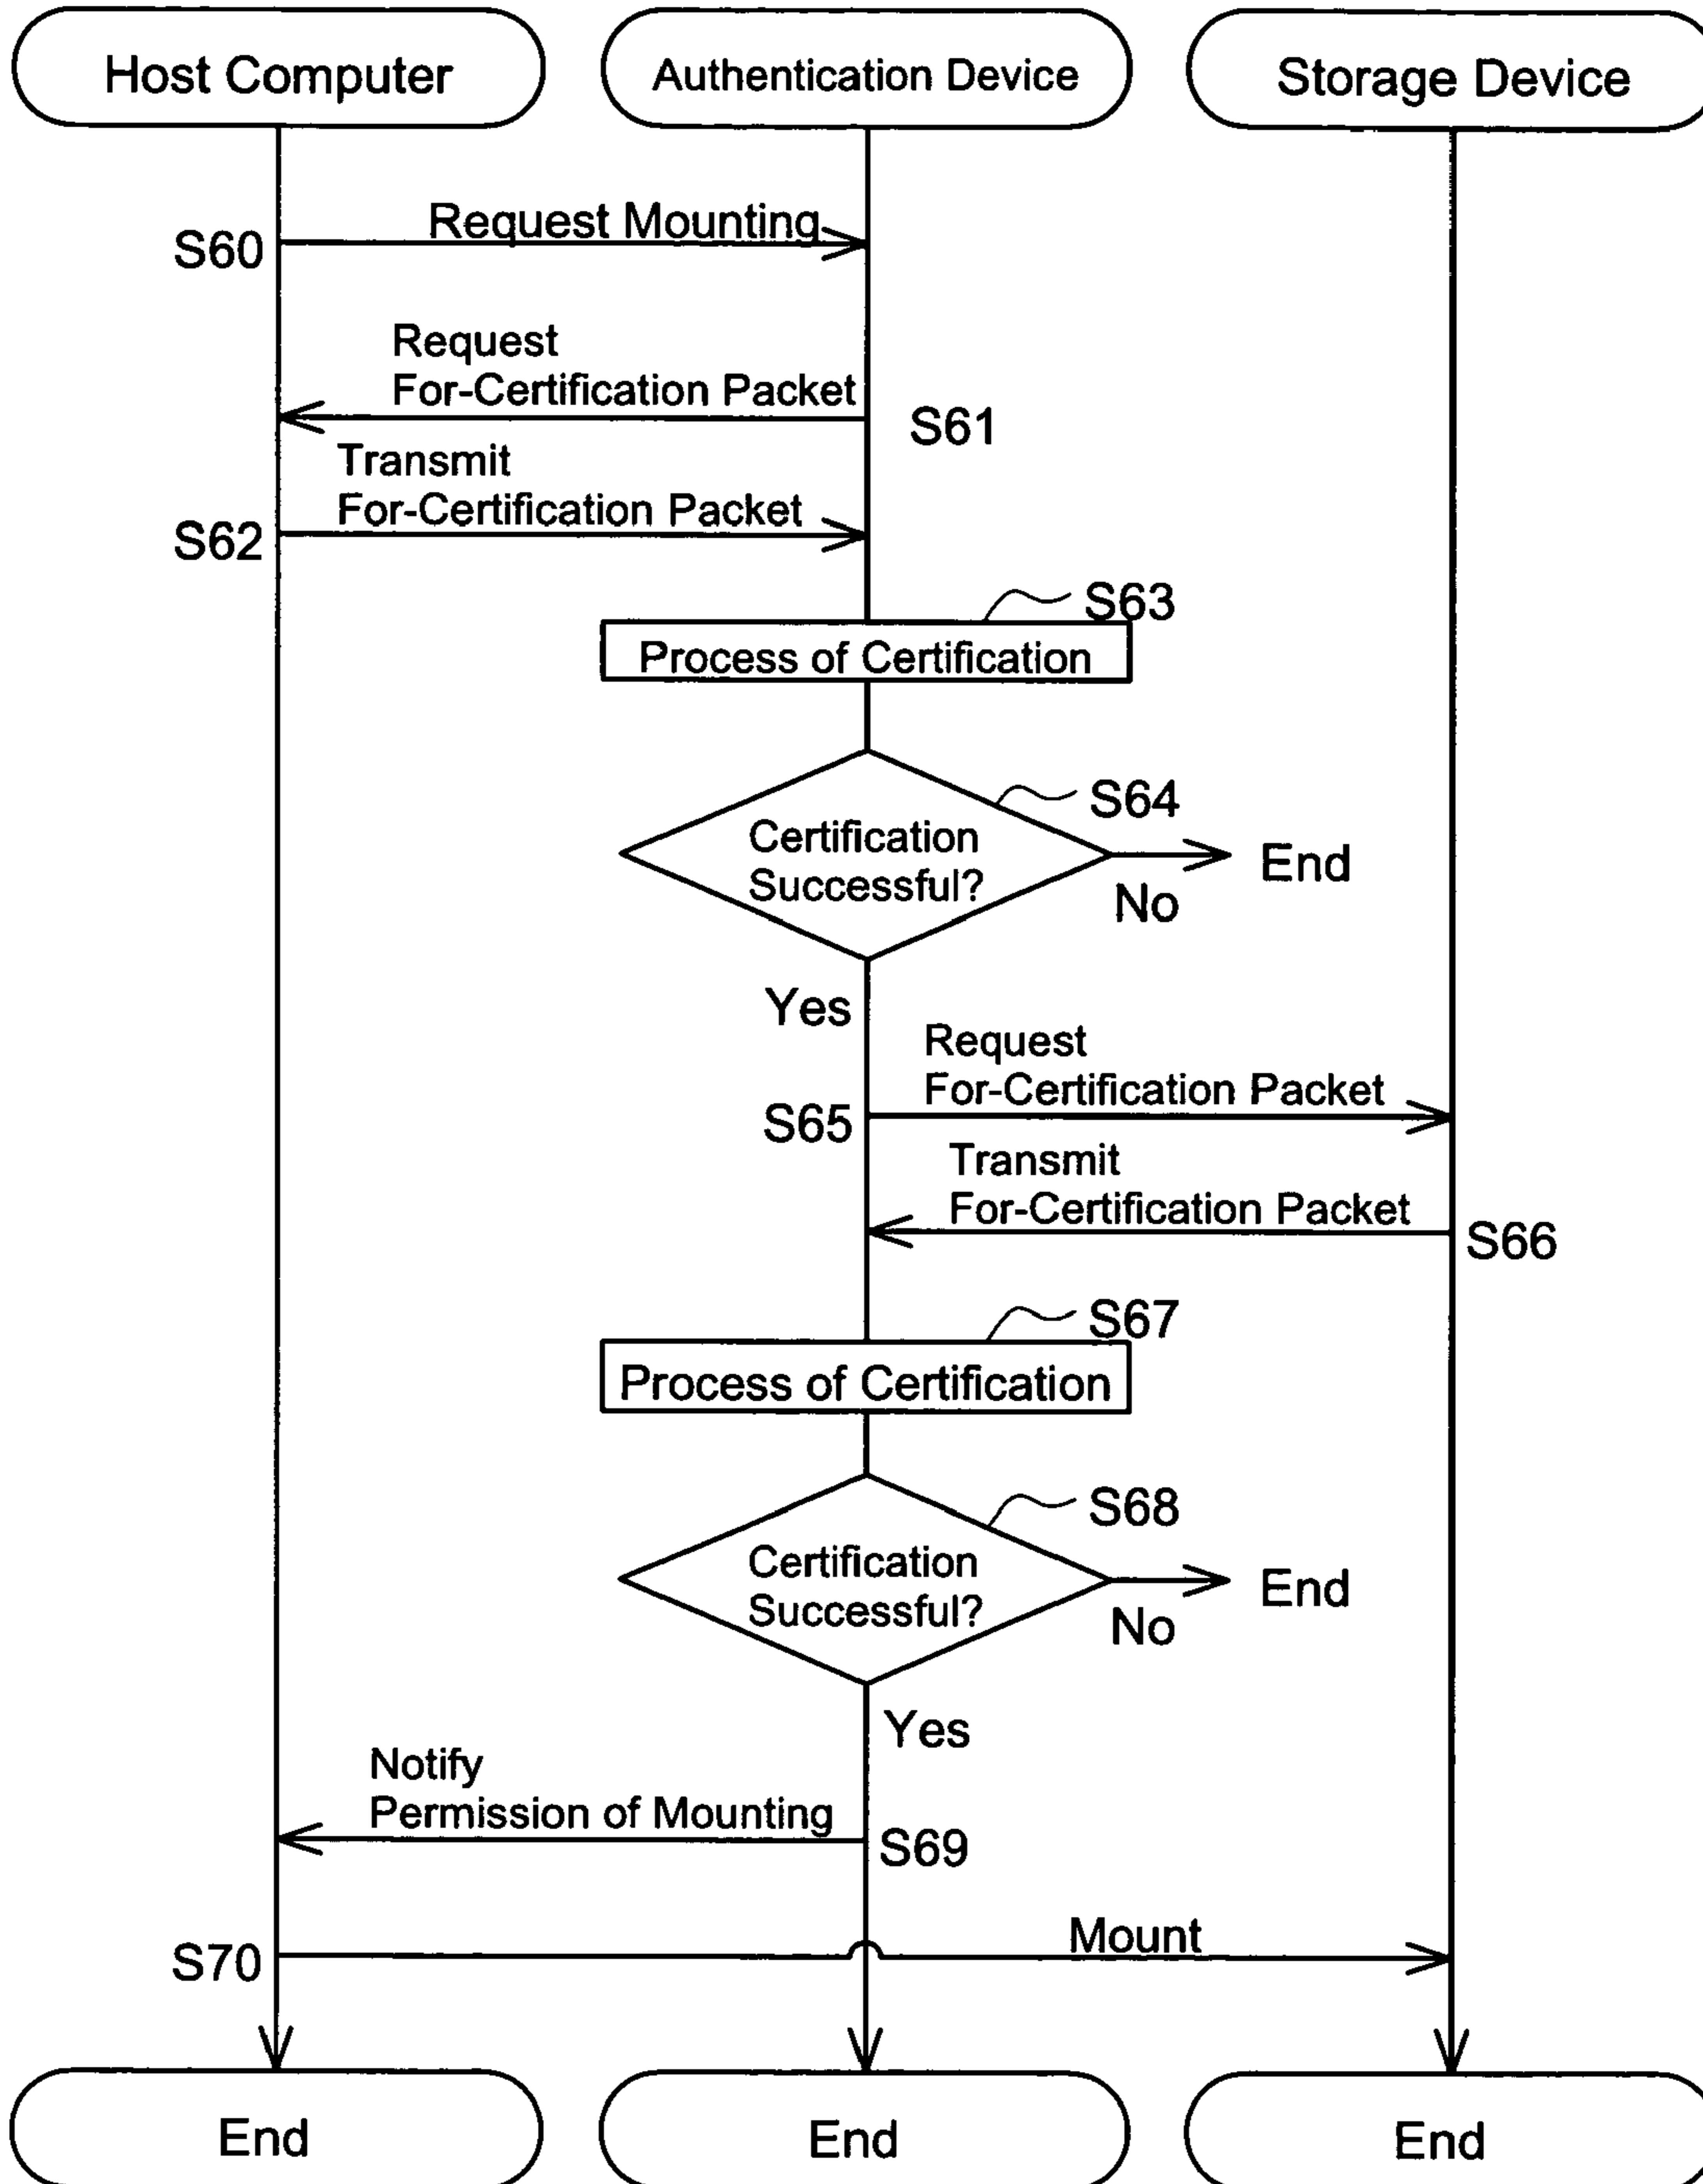 Host Computer
Authentication Device
Storage Device
Request Mounting
S60
Request
For-Certification Packet
S61
Transmit
For-Certification Packet
S62
S63
Process of Certification
S64
Certification
Successful?
End
No
Yes
Request
For-Certification Packet
S65
Transmit
For-Certification Packet
S66
S67
Process of Certification
S68
Certification
Successful?
End
No
Yes
Notify
Permission of Mounting
S69
Mount
S70
End
End
End